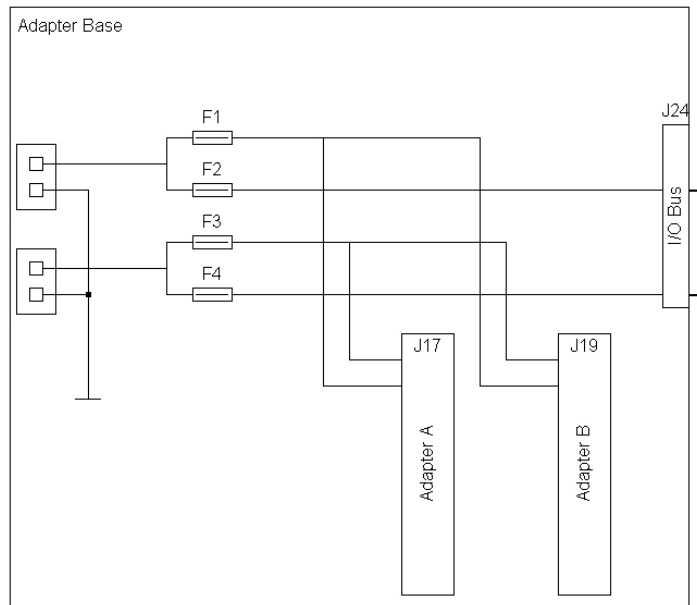 Adapter Base
F1
J24
F2
I/O Bus
F3
F4
J17
J19
Adapter A
Adapter B